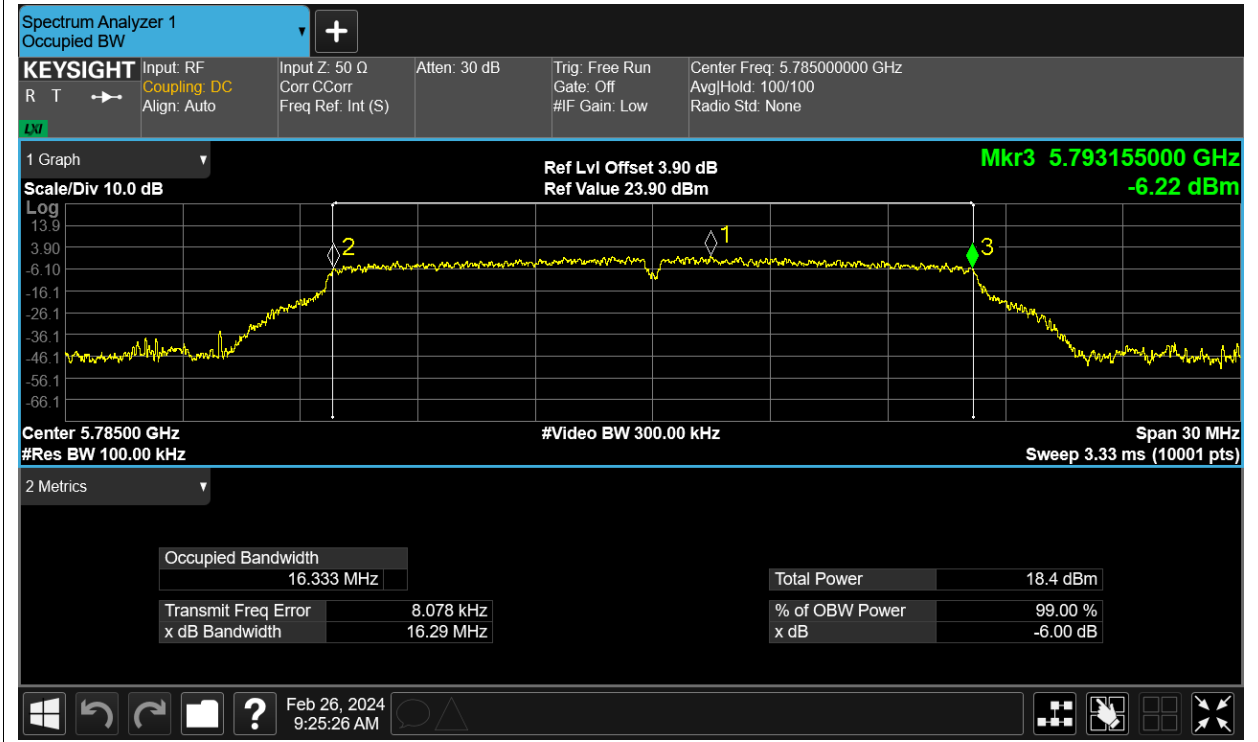 Spectrum Analyzer 1
Occupied BW
KEYSIGHT
R T
LXI
Input: RF
Coupling: DC
Align: Auto
Input Z: 50 Ω
Corr CCorr
Freq Ref: Int (S)
Atten: 30 dB
Trig: Free Run
Gate: Off
#IF Gain: Low
Center Freq: 5.785000000 GHz
Avg|Hold: 100/100
Radio Std: None
1 Graph
Scale/Div 10.0 dB
Ref Lvl Offset 3.90 dB
Ref Value 23.90 dBm
Mkr3 5.793155000 GHz
-6.22 dBm
Log
13.9
3.90
-6.10
-16.1
-26.1
-36.1
-46.1
-56.1
-66.1
2
1
3
Center 5.78500 GHz
#Video BW 300.00 kHz
Span 30 MHz
#Res BW 100.00 kHz
Sweep 3.33 ms (10001 pts)
2 Metrics
Occupied Bandwidth
16.333 MHz
Total Power 18.4 dBm
Transmit Freq Error 8.078 kHz
% of OBW Power 99.00 %
x dB Bandwidth 16.29 MHz
x dB -6.00 dB
?
Feb 26, 2024
9:25:26 AM